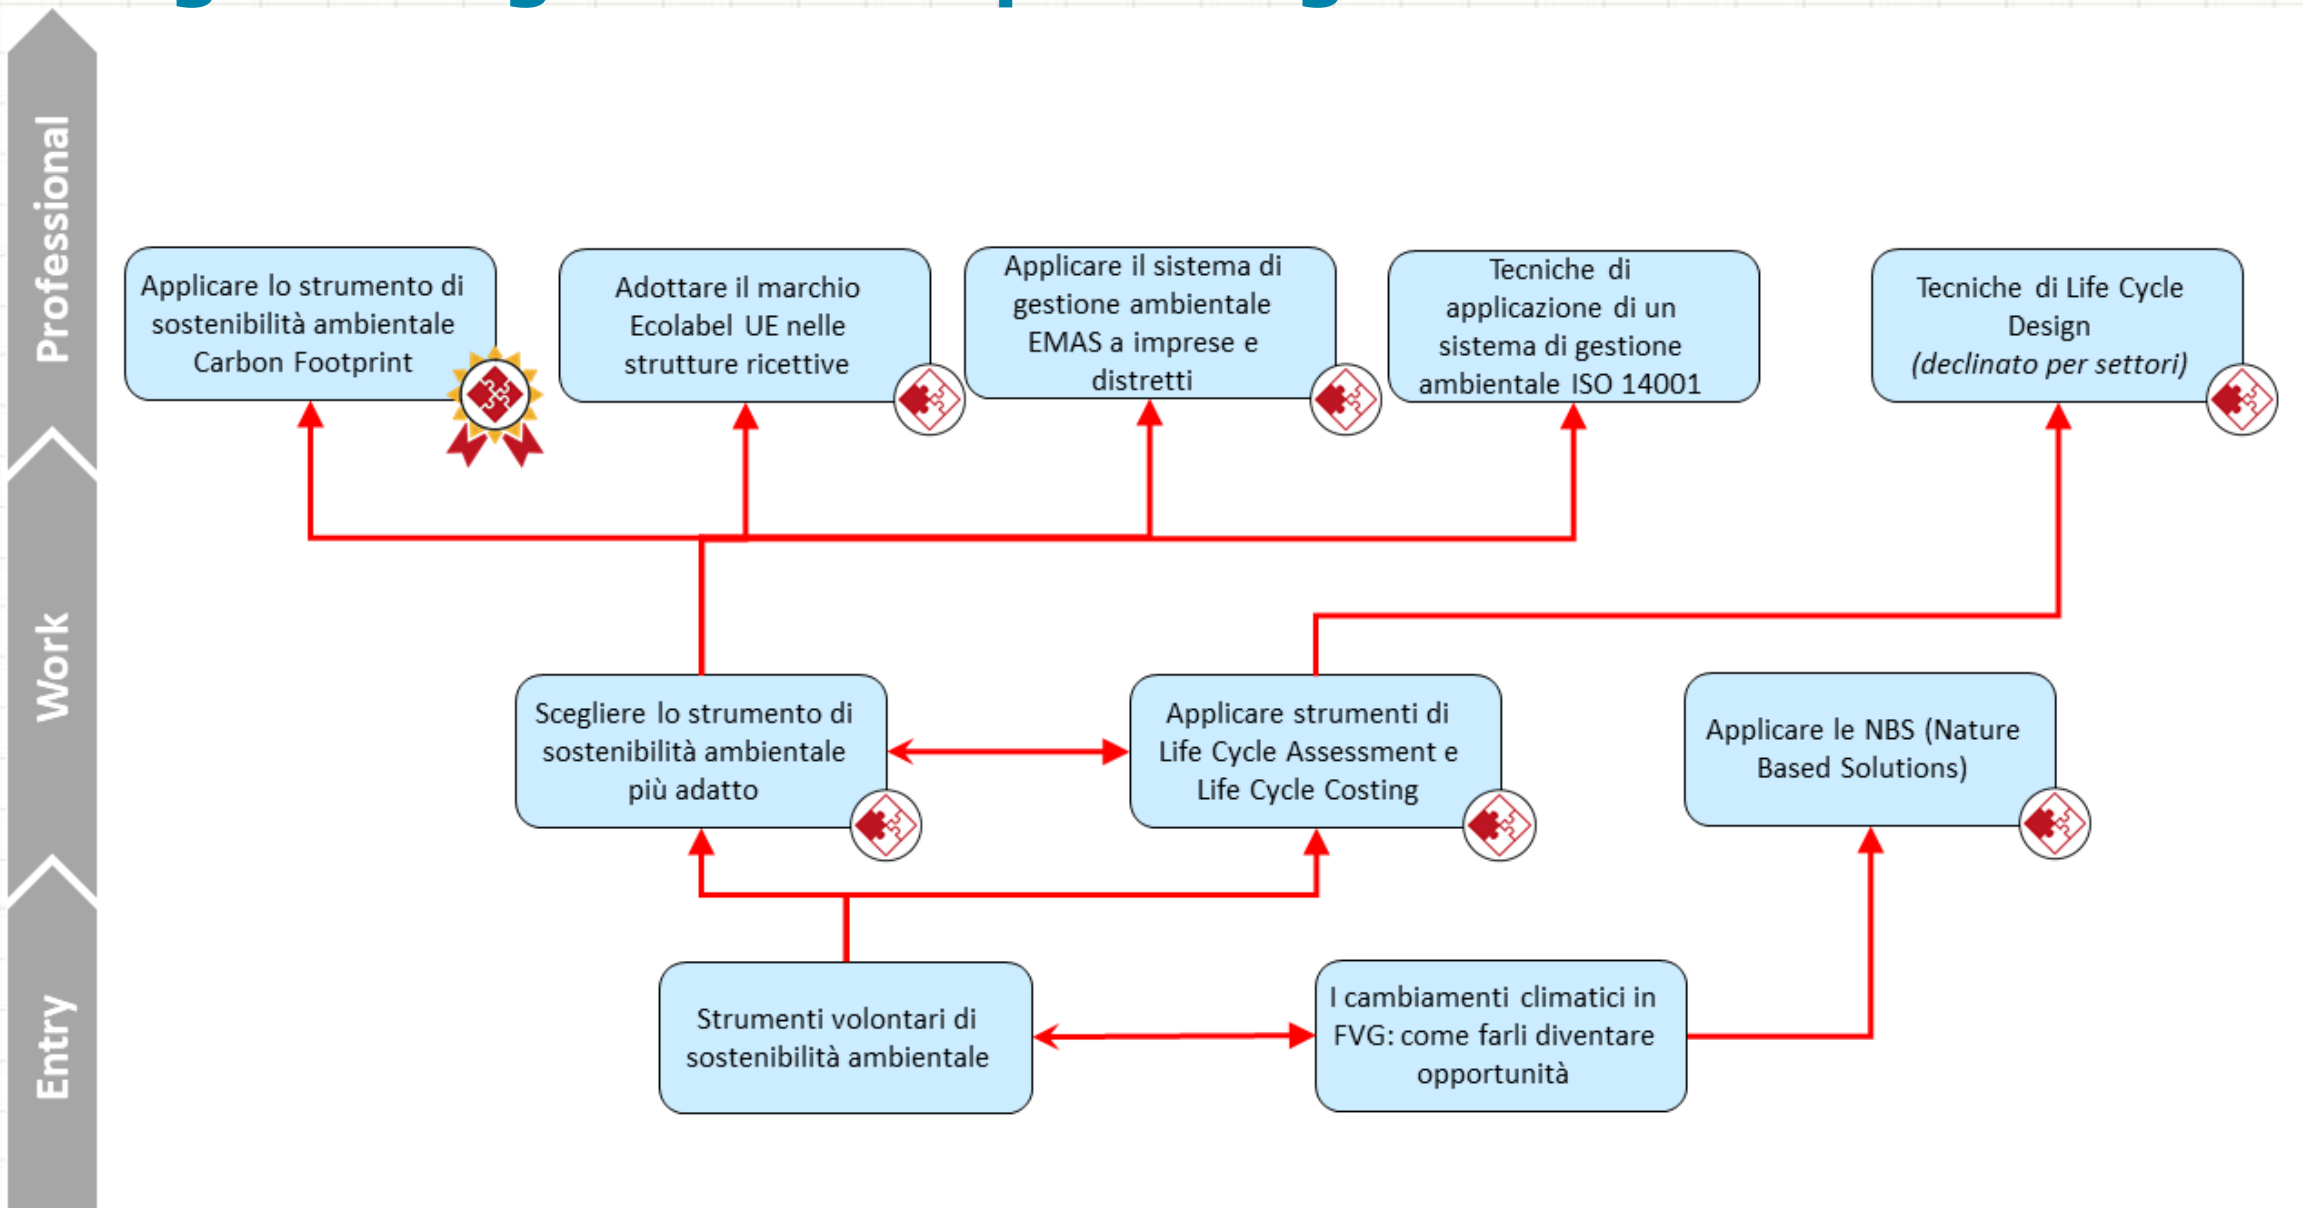 Professional
Applicare lo strumento di
sostenibilità ambientale
Carbon Footprint
Adottare il marchio
Ecolabel UE nelle
strutture ricettive
Applicare il sistema di
gestione ambientale
EMAS a imprese e
distretti
Tecniche di
applicazione di un
sistema di gestione
ambientale ISO 14001
Tecniche di Life Cycle
Design
(declinato per settori)
Work
Scegliere lo strumento di
sostenibilità ambientale
più adatto
Applicare strumenti di
Life Cycle Assessment e
Life Cycle Costing
Applicare le NBS (Nature
Based Solutions)
Entry
Strumenti volontari di
sostenibilità ambientale
I cambiamenti climatici in
FVG: come farli diventare
opportunità